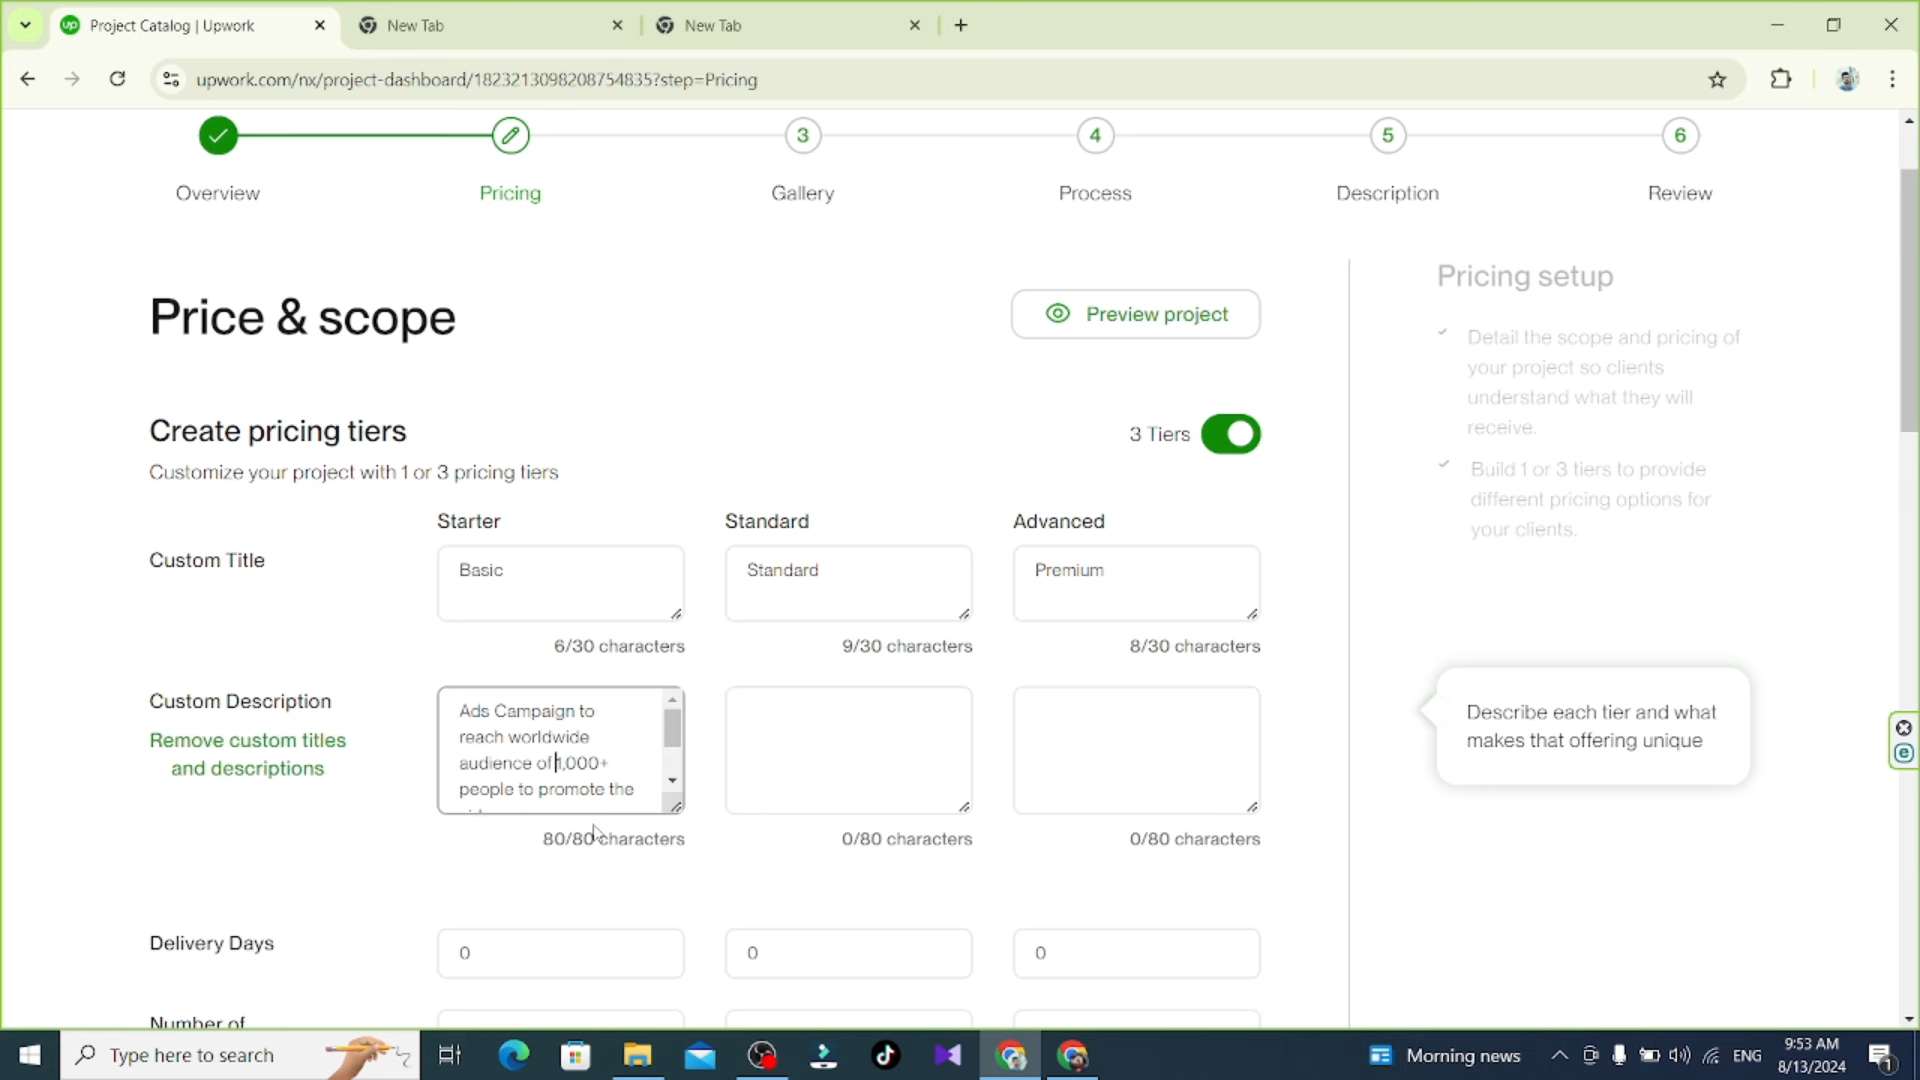 Project Catalog | Upwork
New Tab
New Tab
upwork.com/nx/project-dashboard/1823213098208754835?step=Pricing
3
4
5
6
Overview
Pricing
Gallery
Process
Description
Review
Price & scope
Preview project
Pricing setup
Detail the scope and pricing of
your project so clients
understand what they will
receive.
Build 1 or 3 tiers to provide
different pricing options for
your clients.
Create pricing tiers
3 Tiers
Customize your project with 1 or 3 pricing tiers
Starter
Standard
Advanced
Custom Title
Basic
Standard
Premium
6/30 characters
9/30 characters
8/30 characters
Custom Description
Remove custom titles
and descriptions
Ads Campaign to
reach worldwide
audience of 1,000+
people to promote the
80/80 characters
0/80 characters
0/80 characters
Describe each tier and what
makes that offering unique
Delivery Days
0
0
0
Number of
Type here to search
Morning news
ENG
9:53 AM
8/13/2024
1